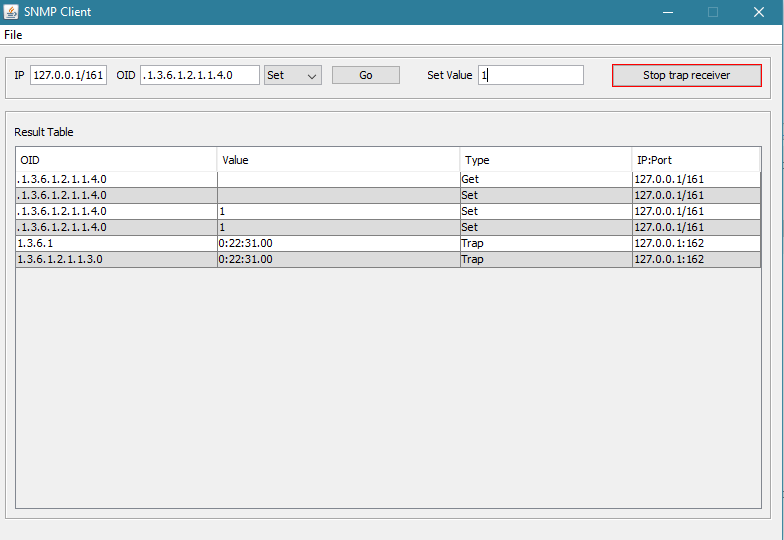 SNMP Client
File
IP 127.0.0.1/161 OID .1.3.6.1.2.1.1.4.0 Set Go Set Value 1 Stop trap receiver
Result Table
OID Value Type IP:Port
.1.3.6.1.2.1.1.4.0 Get 127.0.0.1/161
.1.3.6.1.2.1.1.4.0 Set 127.0.0.1/161
.1.3.6.1.2.1.1.4.0 1 Set 127.0.0.1/161
.1.3.6.1.2.1.1.4.0 1 Set 127.0.0.1/161
1.3.6.1 0:22:31.00 Trap 127.0.0.1:162
1.3.6.1.2.1.1.3.0 0:22:31.00 Trap 127.0.0.1:162